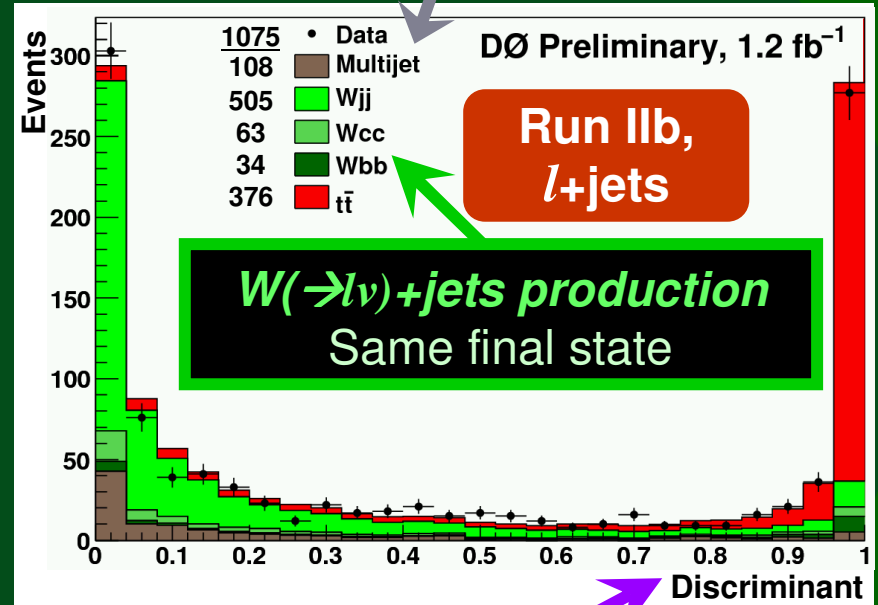 Events
1075 Data
108 Multijet
505 Wjj
63 Wcc
34 Wbb
376 tt̄
DØ Preliminary, 1.2 fb⁻¹
Run IIb,
l+jets
W(→lν)+jets production
Same final state
300
250
200
150
100
50
0
0 0.1 0.2 0.3 0.4 0.5 0.6 0.7 0.8 0.9 1
Discriminant